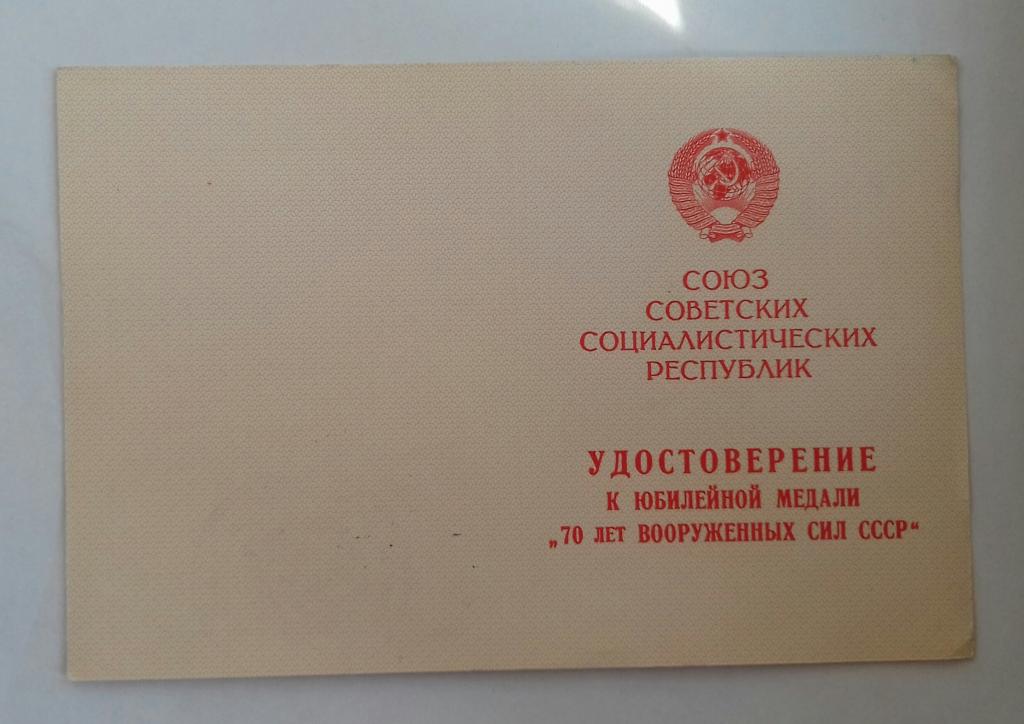 СОЮЗ
СОВЕТСКИХ
СОЦИАЛИСТИЧЕСКИХ
РЕСПУБЛИК
УДОСТОВЕРЕНИЕ
К ЮБИЛЕЙНОЙ МЕДАЛИ
„70 ЛЕТ ВООРУЖЕННЫХ СИЛ СССР“